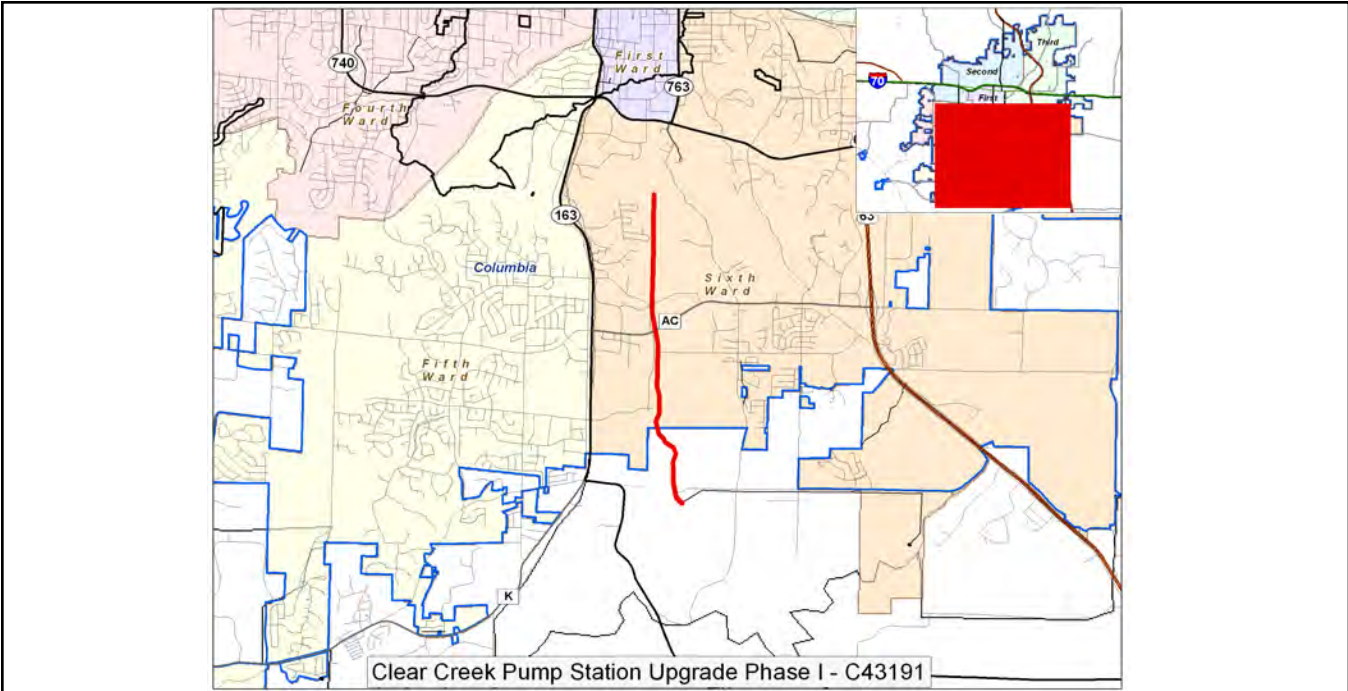 First
Ward
740
763
Fourth
Ward
Third
Second
70
First
163
63
Columbia
Sixth
Ward
AC
Fifth
Ward
K
Clear Creek Pump Station Upgrade Phase I - C43191